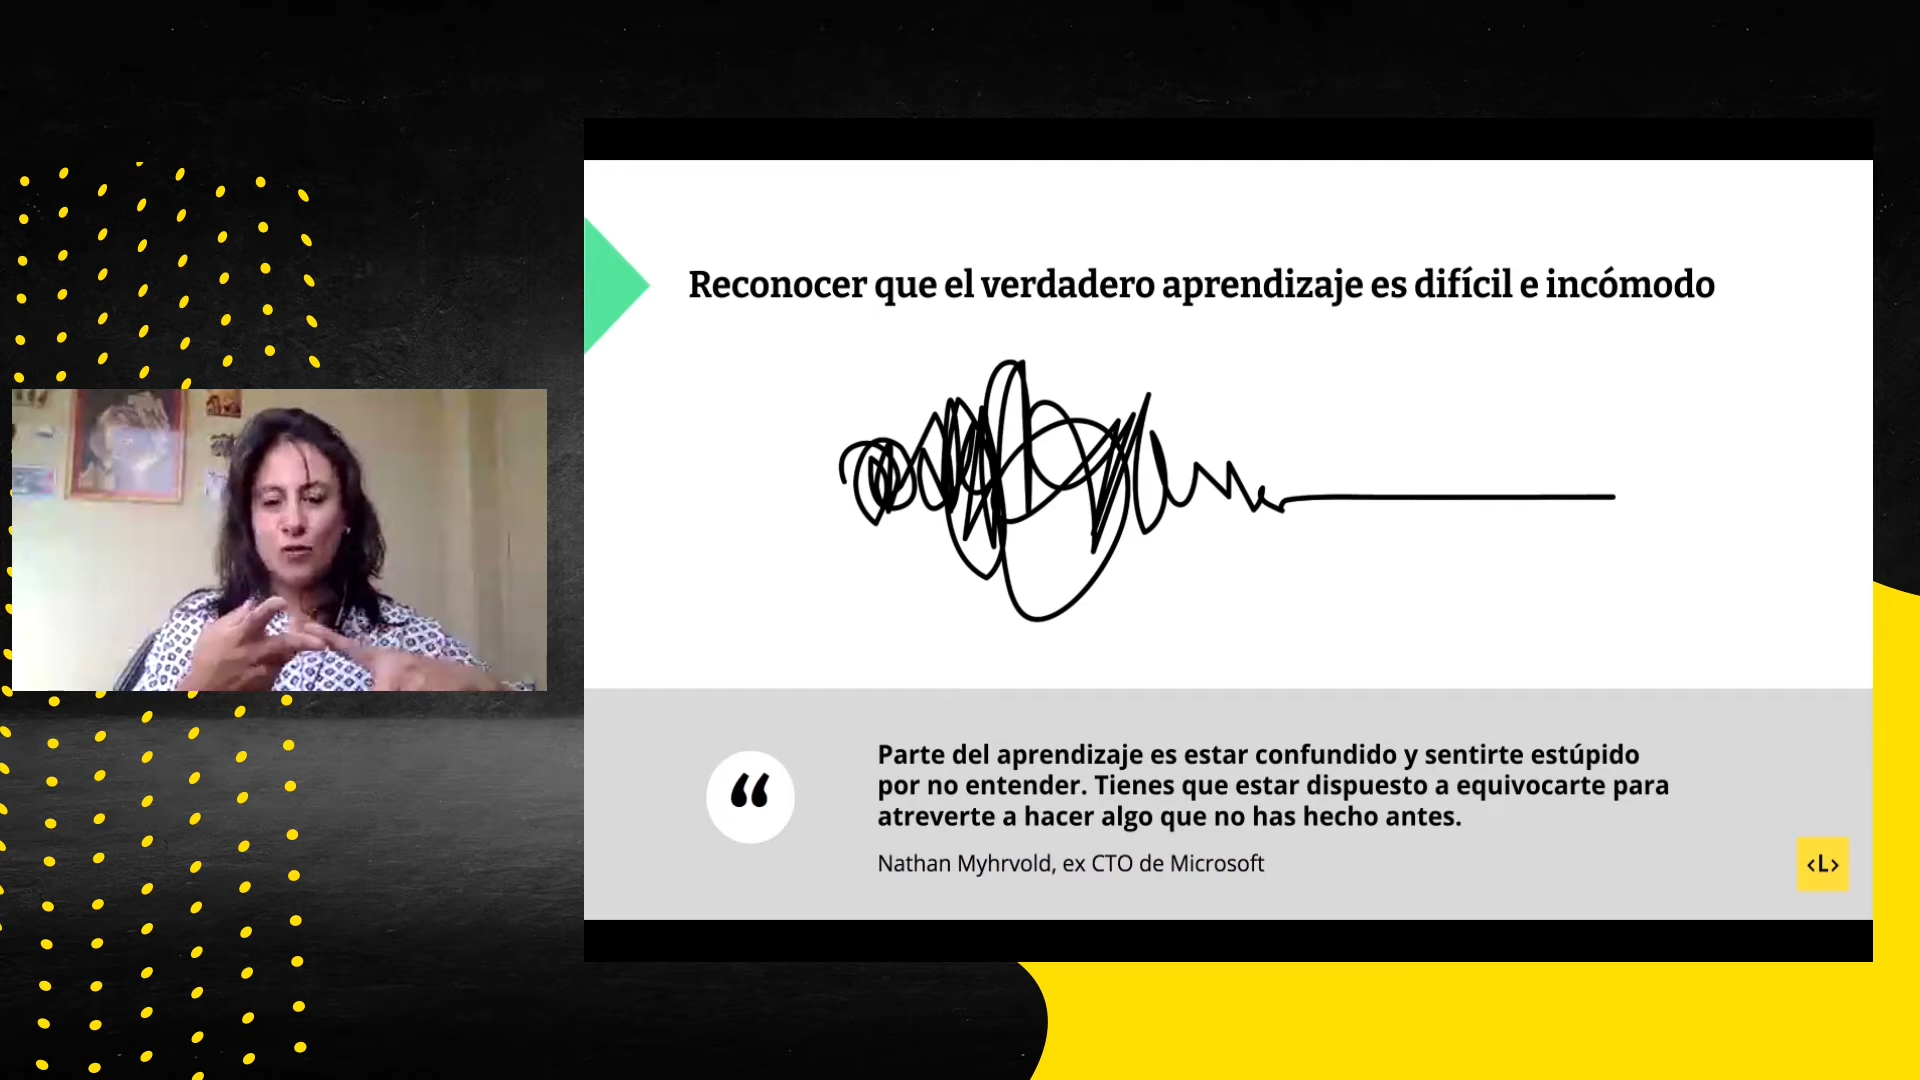 Reconocer que el verdadero aprendizaje es difícil e incómodo
“
Parte del aprendizaje es estar confundido y sentirte estúpido
por no entender. Tienes que estar dispuesto a equivocarte para
atreverte a hacer algo que no has hecho antes.
Nathan Myhrvold, ex CTO de Microsoft
<L>